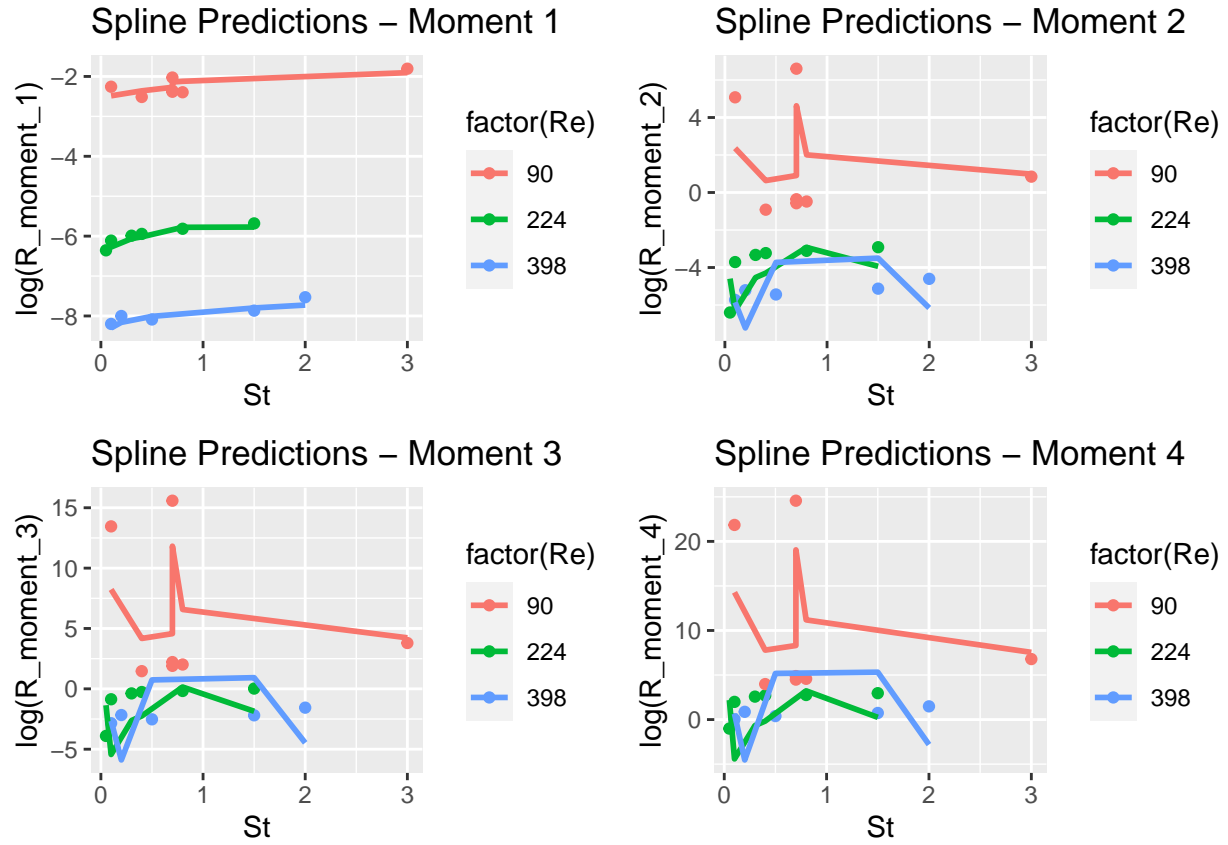 Spline Predictions – Moment 1
log(R_moment_1)
−2
−4
−6
−8
0 1 2 3
St
factor(Re)
90
224
398
Spline Predictions – Moment 2
log(R_moment_2)
4
0
−4
0 1 2 3
St
factor(Re)
90
224
398
Spline Predictions – Moment 3
log(R_moment_3)
15
10
5
0
−5
0 1 2 3
St
factor(Re)
90
224
398
Spline Predictions – Moment 4
log(R_moment_4)
20
10
0
0 1 2 3
St
factor(Re)
90
224
398